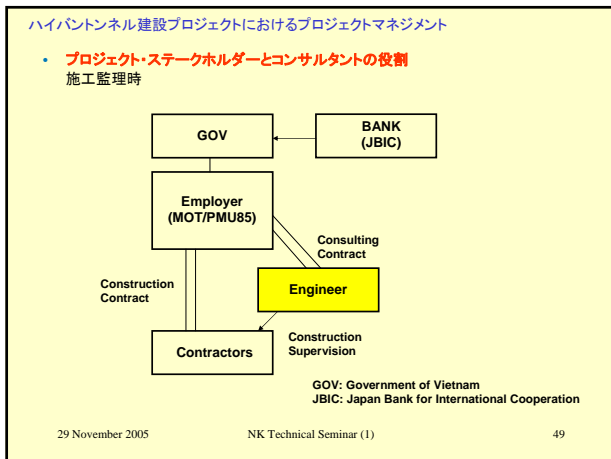 ハイバントンネル建設プロジェクトにおけるプロジェクトマネジメント
• プロジェクト・ステークホルダーとコンサルタントの役割
施工監理時
GOV
BANK
(JBIC)
Employer
(MOT/PMU85)
Consulting
Contract
Construction
Contract
Engineer
Contractors
Construction
Supervision
GOV: Government of Vietnam
JBIC: Japan Bank for International Cooperation
29 November 2005 NK Technical Seminar (1) 49